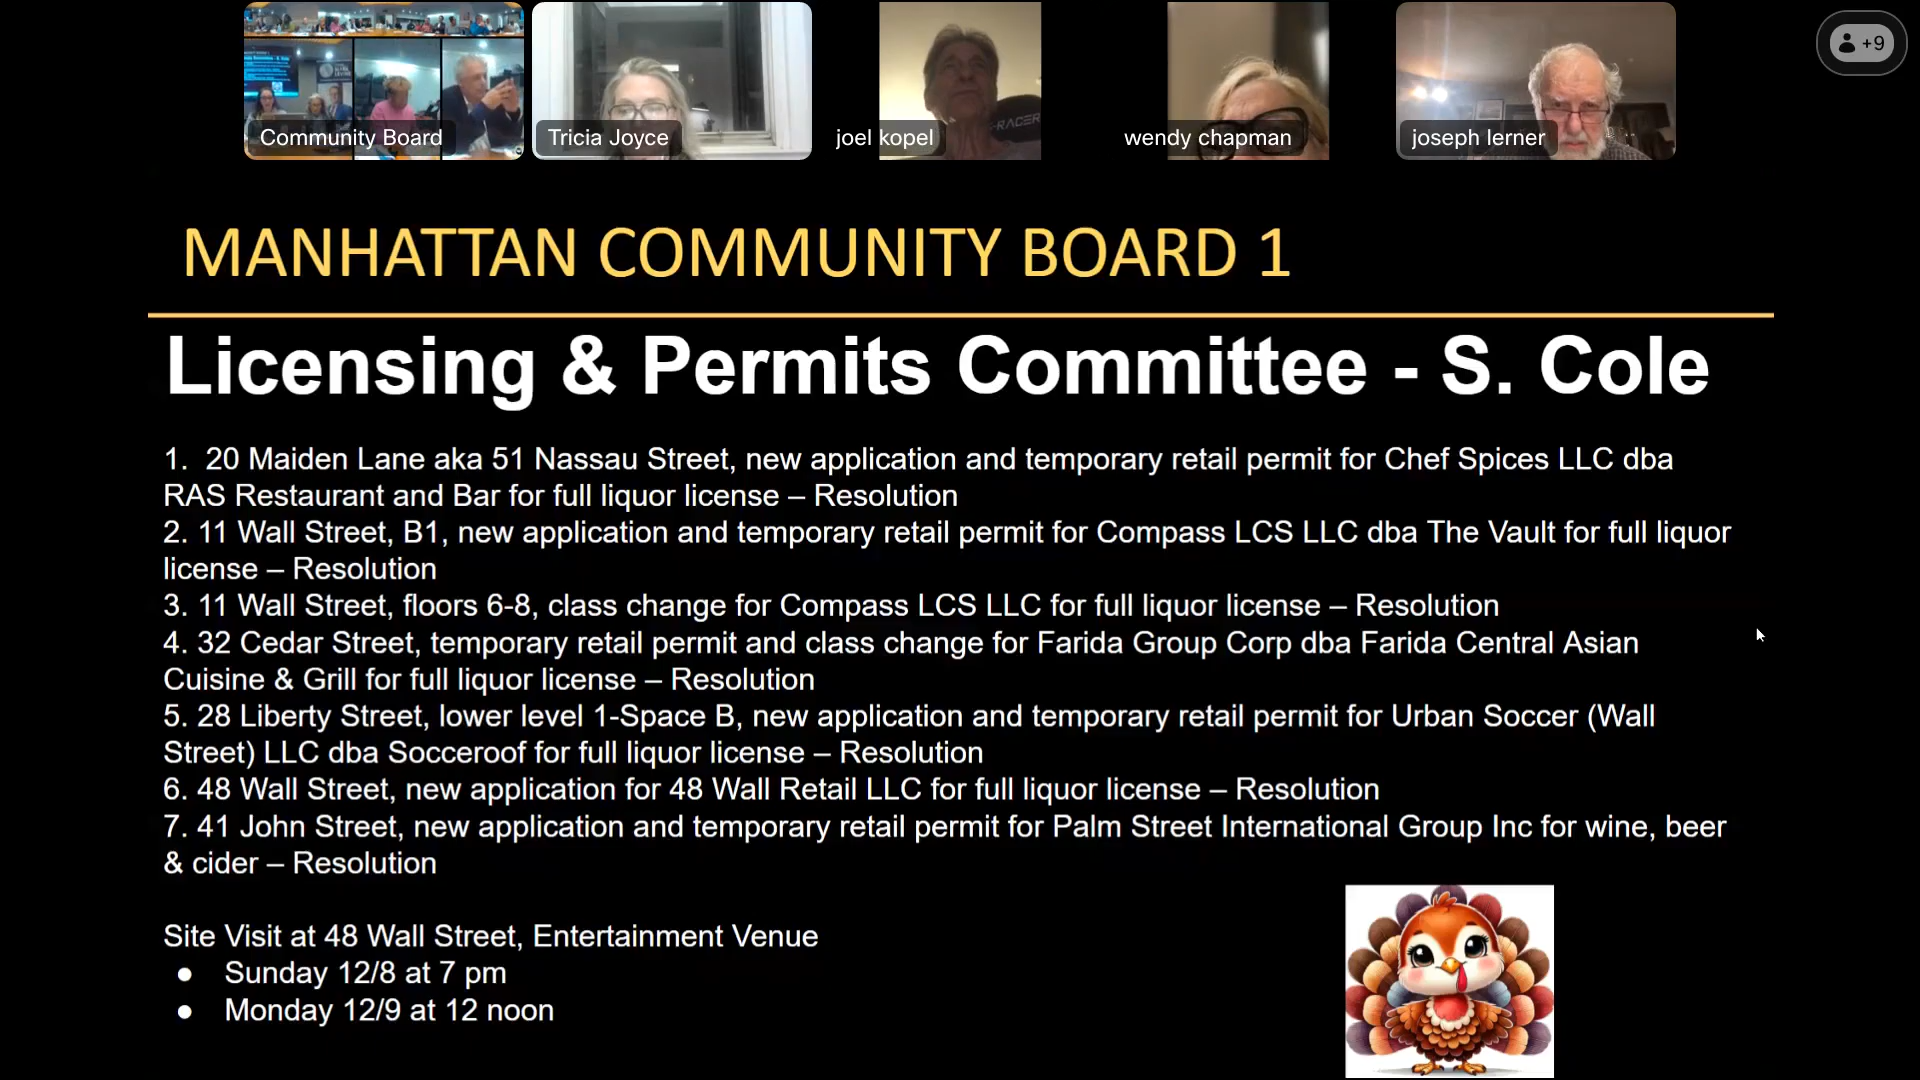 +9
Community Board
Tricia Joyce
joel kopel
RACER
wendy chapman
joseph lerner
MANHATTAN COMMUNITY BOARD 1
Licensing & Permits Committee - S. Cole
1.  20 Maiden Lane aka 51 Nassau Street, new application and temporary retail permit for Chef Spices LLC dba
RAS Restaurant and Bar for full liquor license – Resolution
2. 11 Wall Street, B1, new application and temporary retail permit for Compass LCS LLC dba The Vault for full liquor
license – Resolution
3. 11 Wall Street, floors 6-8, class change for Compass LCS LLC for full liquor license – Resolution
4. 32 Cedar Street, temporary retail permit and class change for Farida Group Corp dba Farida Central Asian
Cuisine & Grill for full liquor license – Resolution
5. 28 Liberty Street, lower level 1-Space B, new application and temporary retail permit for Urban Soccer (Wall
Street) LLC dba Socceroof for full liquor license – Resolution
6. 48 Wall Street, new application for 48 Wall Retail LLC for full liquor license – Resolution
7. 41 John Street, new application and temporary retail permit for Palm Street International Group Inc for wine, beer
& cider – Resolution
Site Visit at 48 Wall Street, Entertainment Venue
● Sunday 12/8 at 7 pm
● Monday 12/9 at 12 noon